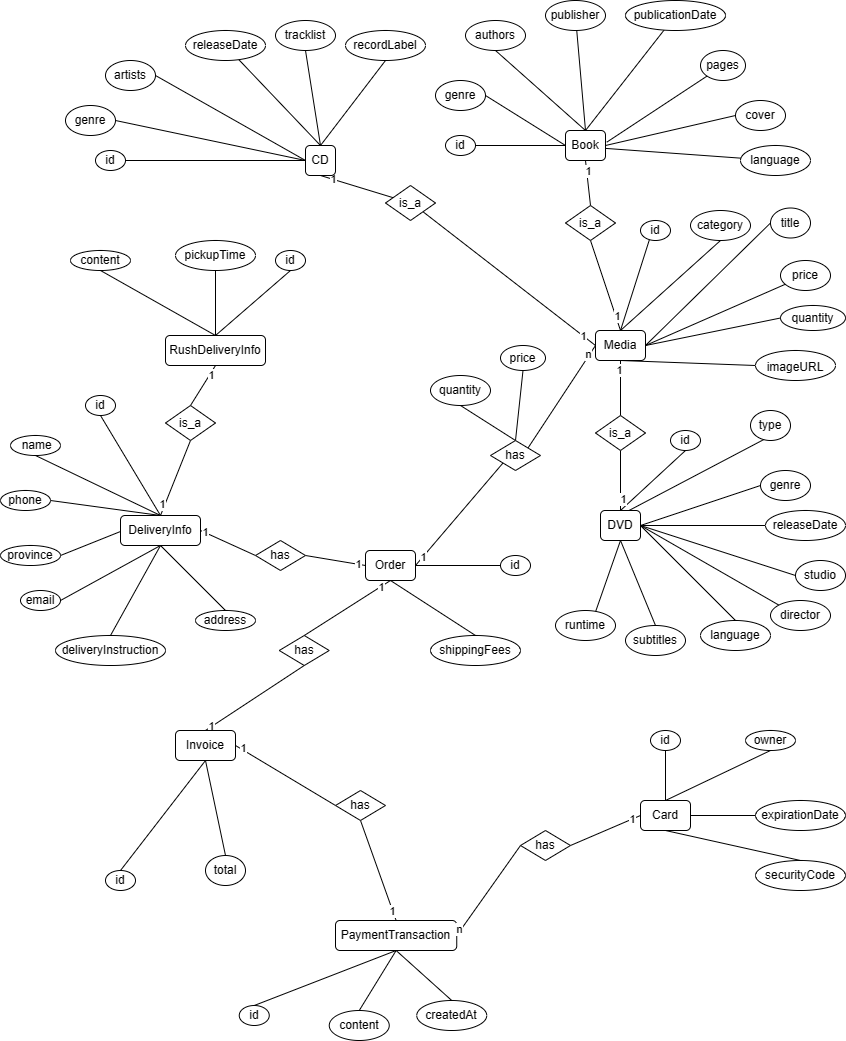 publisher
publicationDate
authors
tracklist
releaseDate
recordLabel
artists
pages
genre
cover
genre
id
Book
language
id
CD
1
1
is_a
is_a
id
category
title
content
pickupTime
id
price
1
quantity
1
Media
n
RushDeliveryInfo
price
imageURL
1
1
quantity
id
is_a
type
is_a
id
name
has
genre
phone
1
1
DeliveryInfo
1
DVD
releaseDate
province
has
1
1
Order
id
studio
1
email
director
address
runtime
deliveryInstruction
has
shippingFees
subtitles
language
1
Invoice
1
id
owner
has
Card
expirationDate
1
has
id
total
securityCode
1
PaymentTransaction
n
id
content
createdAt